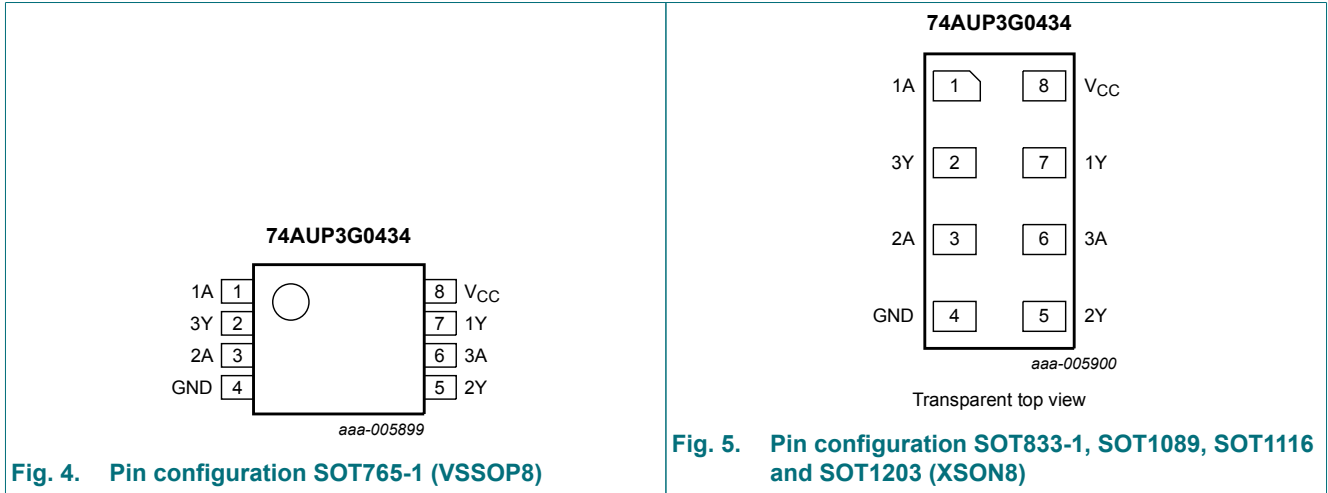 74AUP3G0434
1A 1 8 VCC
3Y 2 7 1Y
2A 3 6 3A
GND 4 5 2Y
aaa-005899
Fig. 4. Pin configuration SOT765-1 (VSSOP8)
74AUP3G0434
1A 1 8 VCC
3Y 2 7 1Y
2A 3 6 3A
GND 4 5 2Y
aaa-005900
Transparent top view
Fig. 5. Pin configuration SOT833-1, SOT1089, SOT1116
and SOT1203 (XSON8)